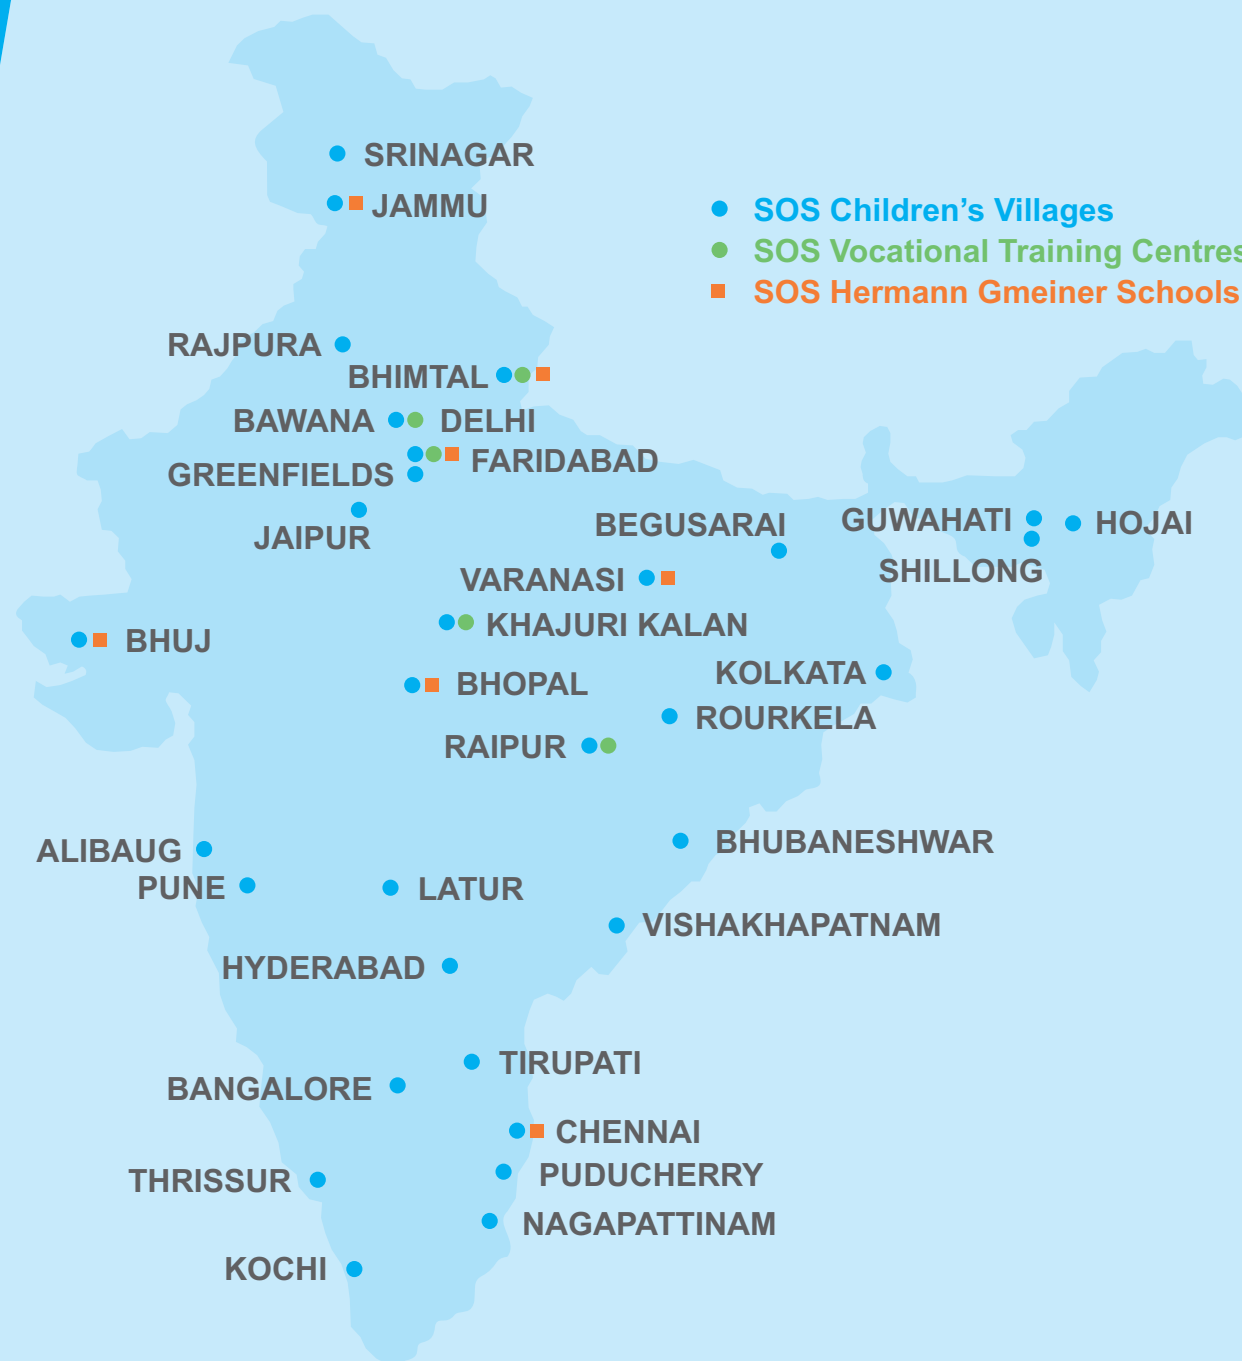 SRINAGAR
JAMMU
SOS Children’s Villages
SOS Vocational Training Centres
SOS Hermann Gmeiner Schools
RAJPURA
BHIMTAL
BAWANA DELHI
FARIDABAD
GREENFIELDS
JAIPUR
BEGUSARAI
GUWAHATI
HOJAI
SHILLONG
VARANASI
KHAJURI KALAN
BHUJ
KOLKATA
BHOPAL
ROURKELA
RAIPUR
BHUBANESHWAR
ALIBAUG
PUNE
LATUR
VISHAKHAPATNAM
HYDERABAD
TIRUPATI
BANGALORE
CHENNAI
PUDUCHERRY
THRISSUR
NAGAPATTINAM
KOCHI